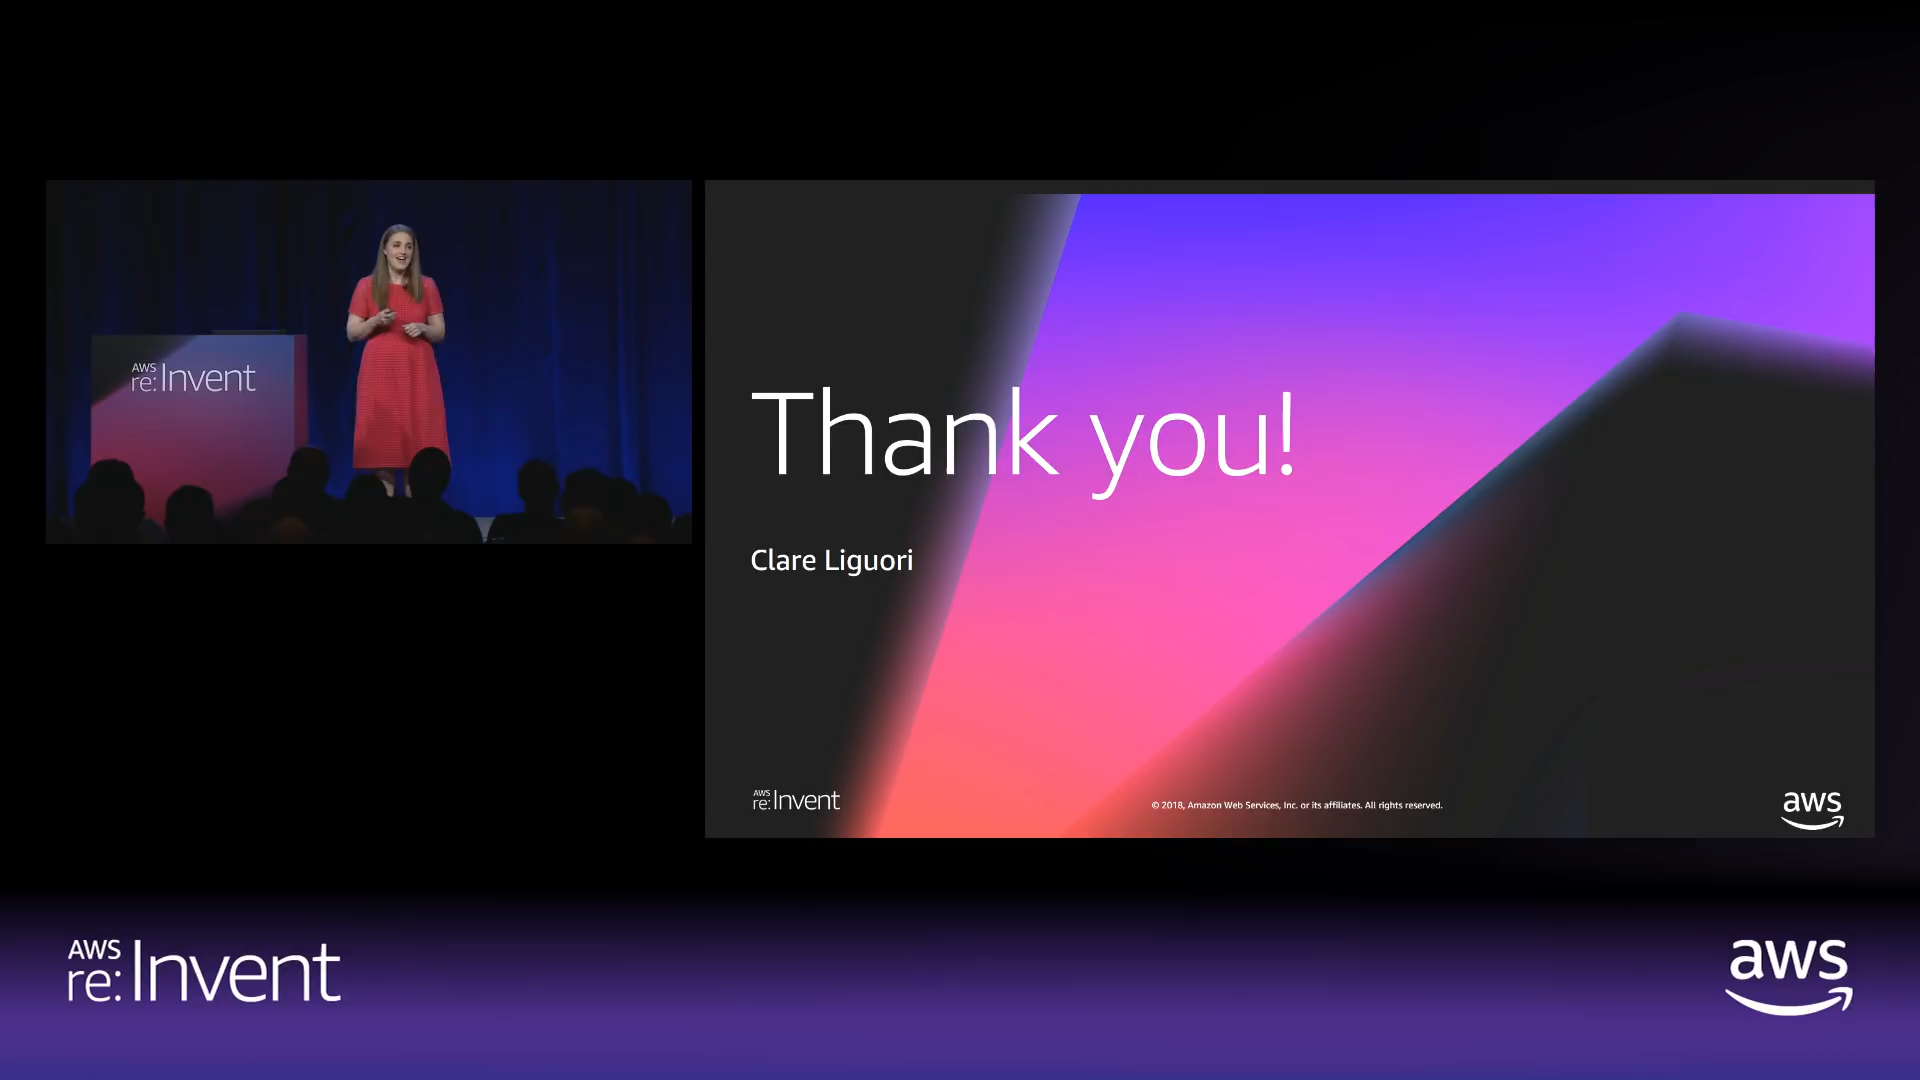 AWS
re:Invent
Thank you!
Clare Liguori
AWS
re:Invent
© 2018, Amazon Web Services, Inc. or its affiliates. All rights reserved.
aws
AWS
re:Invent
aws